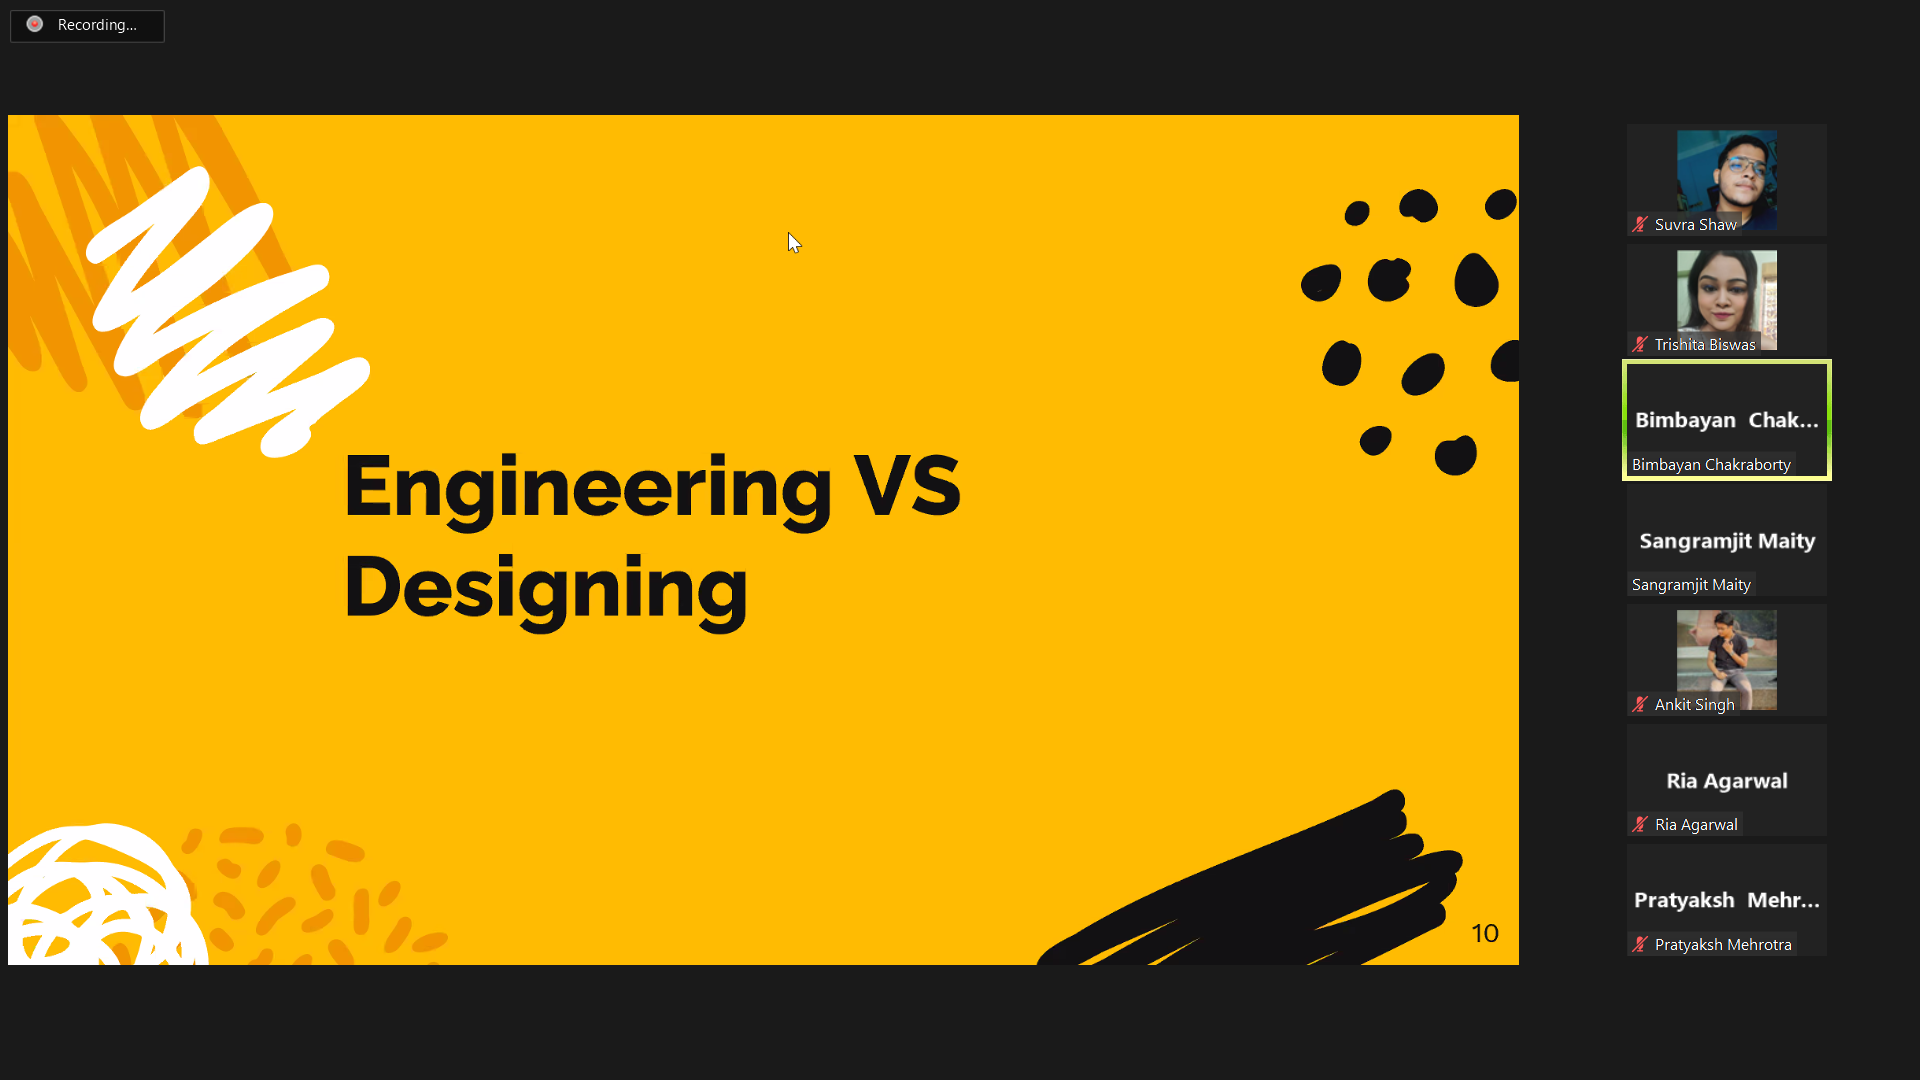 Recording...
Engineering VS
Designing
10
Suvra Shaw
Trishita Biswas
Bimbayan Chak...
Bimbayan Chakraborty
Sangramjit Maity
Sangramjit Maity
Ankit Singh
Ria Agarwal
Ria Agarwal
Pratyaksh Mehr...
Pratyaksh Mehrotra